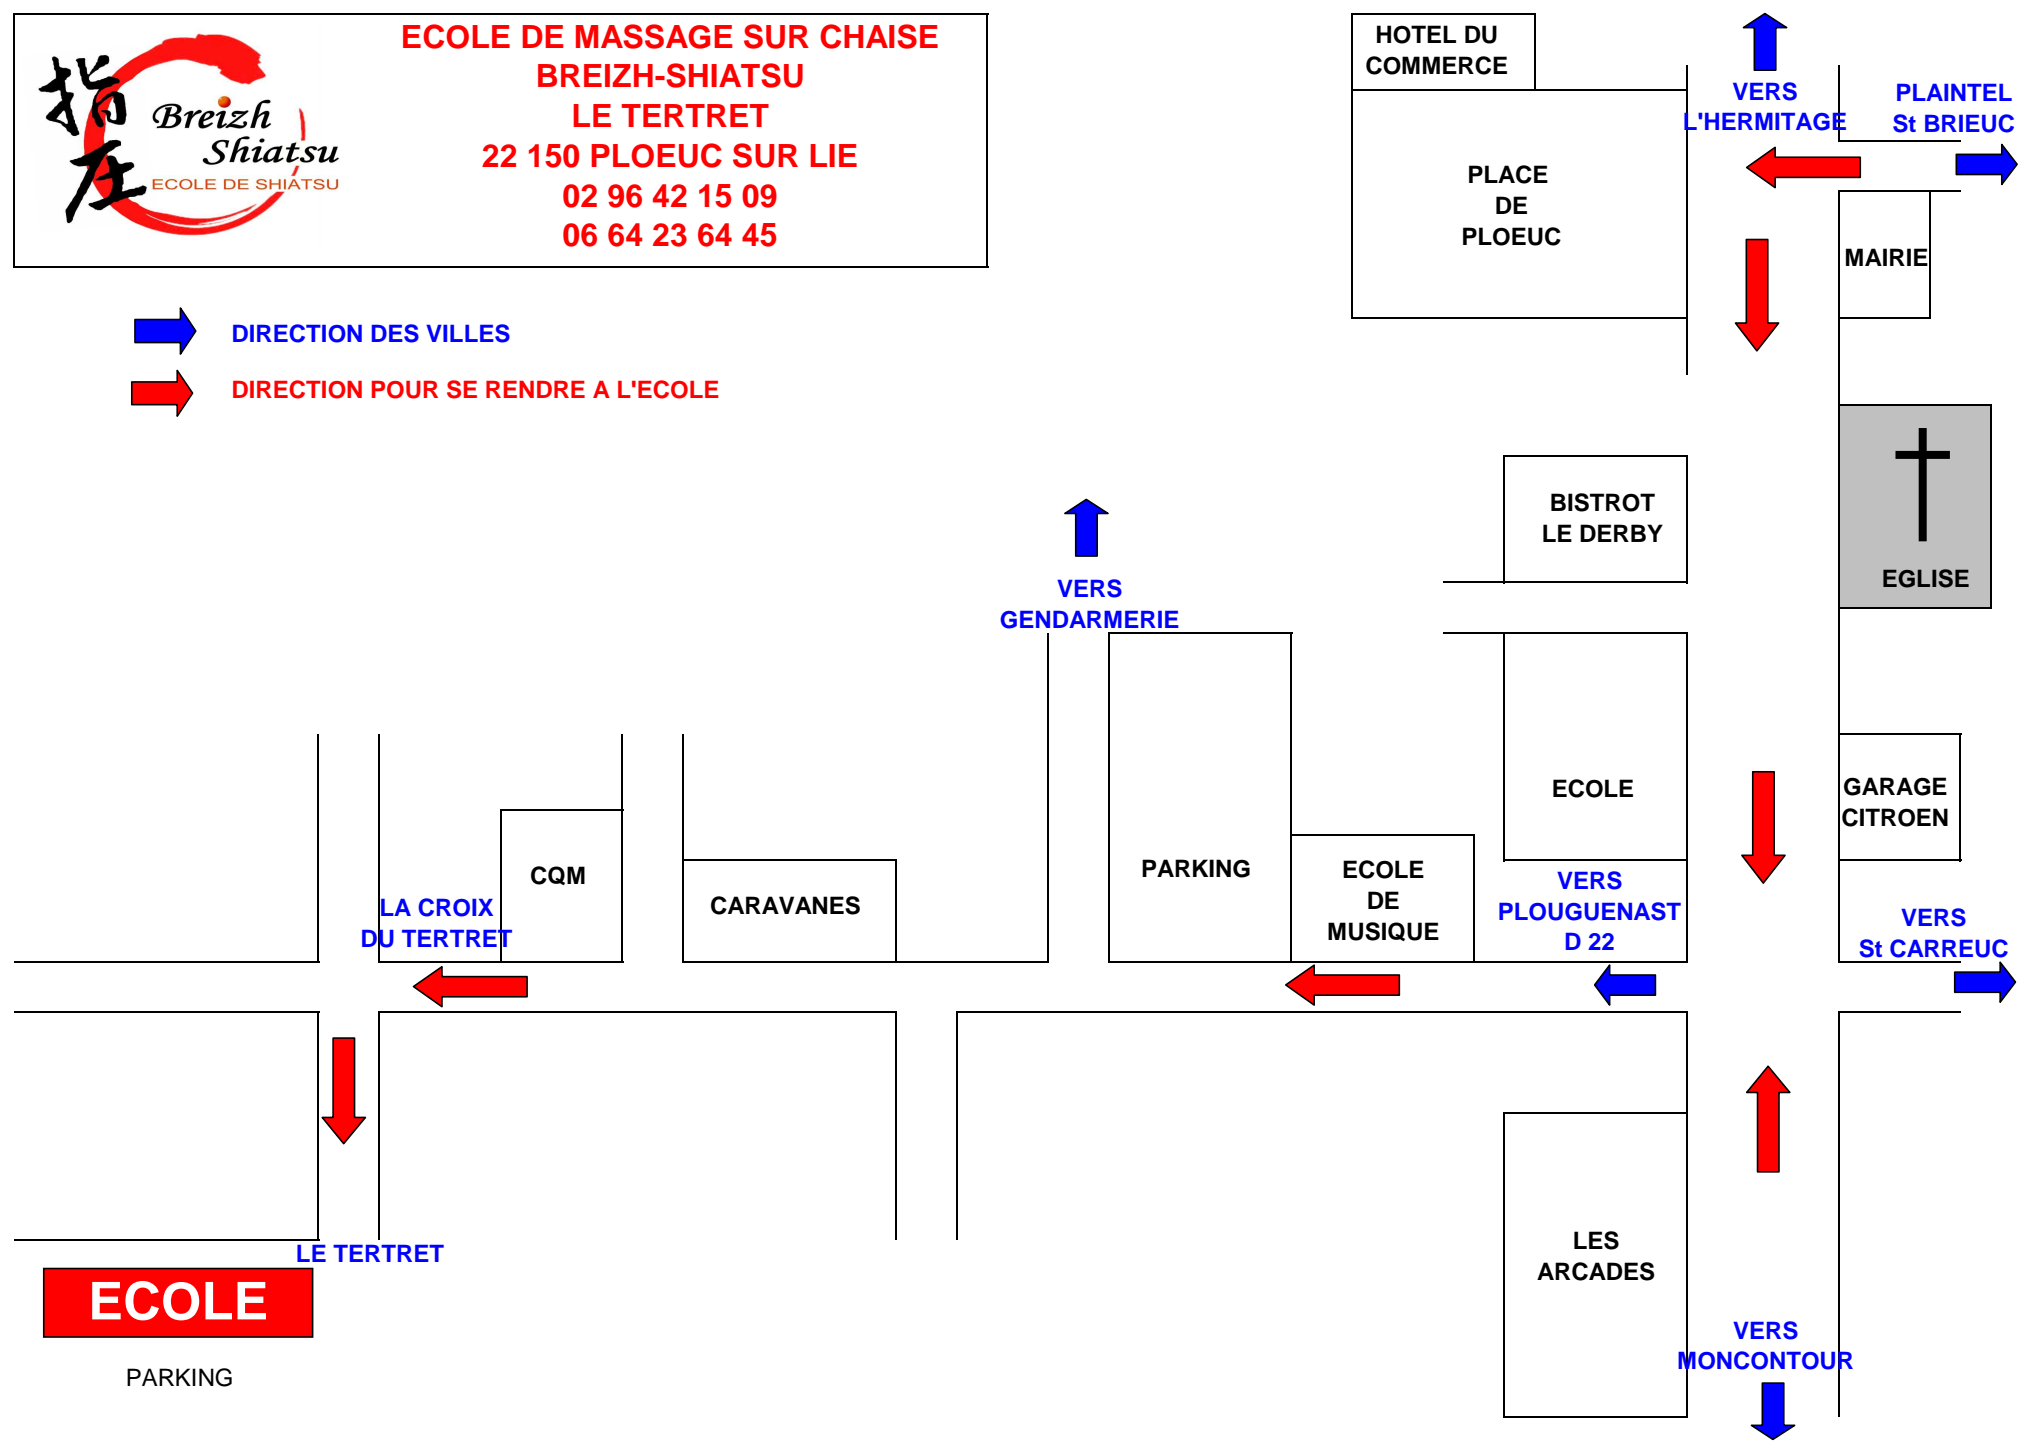 指
圧
Breizh
Shiatsu
ECOLE DE SHIATSU
ECOLE DE MASSAGE SUR CHAISE
BREIZH-SHIATSU
LE TERTRET
22 150 PLOEUC SUR LIE
02 96 42 15 09
06 64 23 64 45
DIRECTION DES VILLES
DIRECTION POUR SE RENDRE A L'ECOLE
HOTEL DU
COMMERCE
VERS
L'HERMITAGE
PLAINTEL
St BRIEUC
PLACE
DE
PLOEUC
MAIRIE
BISTROT
LE DERBY
EGLISE
VERS
GENDARMERIE
ECOLE
GARAGE
CITROEN
PARKING
ECOLE
DE
MUSIQUE
VERS
PLOUGUENAST
D 22
VERS
St CARREUC
CQM
CARAVANES
LA CROIX
DU TERTRET
LE TERTRET
ECOLE
PARKING
LES
ARCADES
VERS
MONCONTOUR